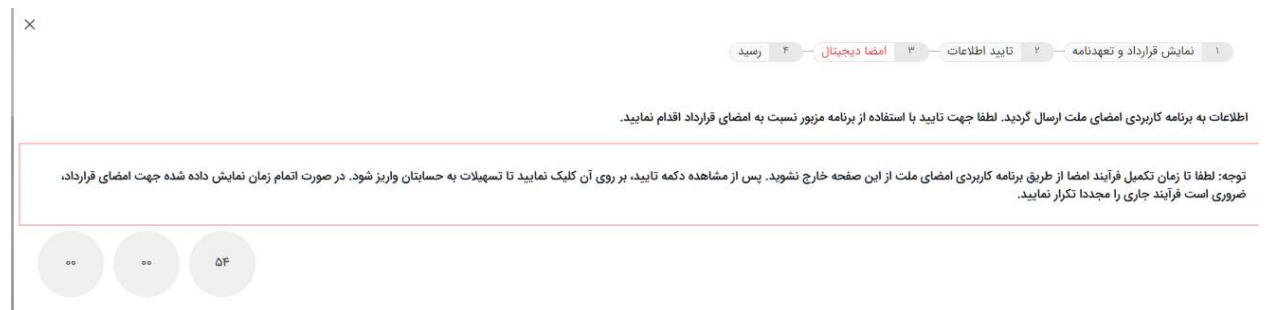 ۱ نمایش قرارداد و تعهدنامه ۲ تایید اطلاعات ۳ امضا دیجیتال ۴ رسید
اطلاعات به برنامه کاربردی امضای ملت ارسال گردید. لطفا جهت تایید با استفاده از برنامه مزبور نسبت به امضای قرارداد اقدام نمایید.
توجه: لطفا تا زمان تکمیل فرآیند امضا از طریق برنامه کاربردی امضای ملت از این صفحه خارج نشوید. پس از مشاهده دکمه تایید، بر روی آن کلیک نمایید تا تسهیلات به حسابتان واریز شود. در صورت اتمام زمان نمایش داده شده جهت امضای قرارداد،
ضروری است فرآیند جاری را مجددا تکرار نمایید.
۵۴ ۰۰ ۰۰